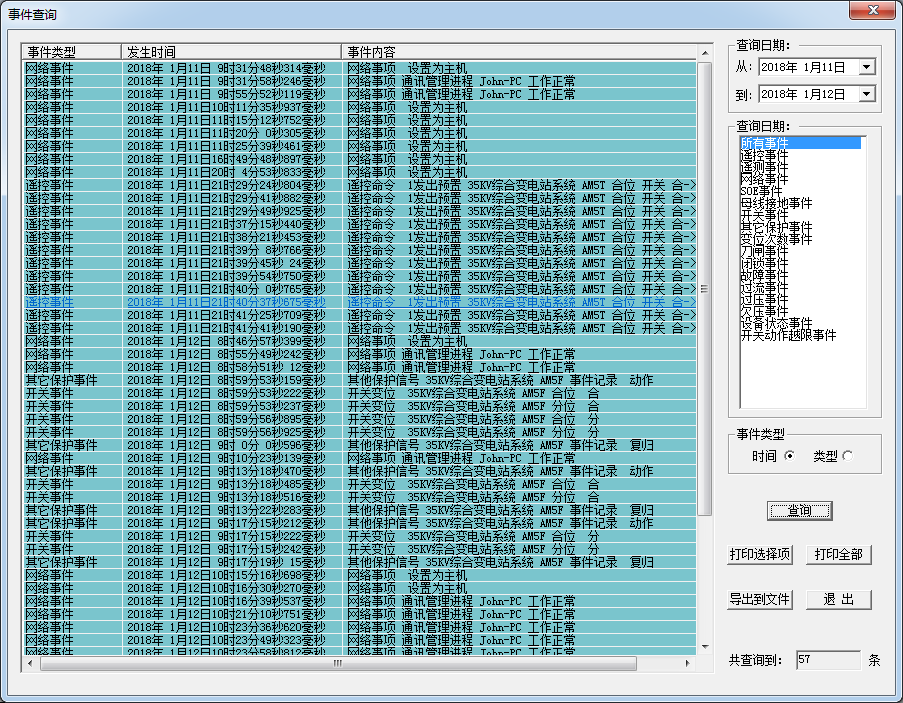 事件查询
事件类型 发生时间 事件内容
网络事件 2018年 1月11日 9时31分48秒314毫秒 网络事项 设置为主机
网络事件 2018年 1月11日 9时31分58秒246毫秒 网络事项 通讯管理进程 John-PC 工作正常
网络事件 2018年 1月11日 9时55分52秒119毫秒 网络事项 通讯管理进程 John-PC 工作正常
网络事件 2018年 1月11日10时11分35秒937毫秒 网络事项 设置为主机
网络事件 2018年 1月11日11时15分12秒752毫秒 网络事项 设置为主机
网络事件 2018年 1月11日11时20分 0秒305毫秒 网络事项 设置为主机
网络事件 2018年 1月11日11时25分39秒461毫秒 网络事项 设置为主机
网络事件 2018年 1月11日16时49分48秒897毫秒 网络事项 设置为主机
网络事件 2018年 1月11日20时 4分53秒833毫秒 网络事项 设置为主机
遥控事件 2018年 1月11日21时29分24秒804毫秒 遥控命令 1发出预置 35KV综合变电站系统 AM5T 合位 开关 合->
遥控事件 2018年 1月11日21时29分41秒882毫秒 遥控命令 1发出预置 35KV综合变电站系统 AM5T 合位 开关 合->
遥控事件 2018年 1月11日21时29分49秒925毫秒 遥控命令 1发出预置 35KV综合变电站系统 AM5T 合位 开关 合->
遥控事件 2018年 1月11日21时37分15秒440毫秒 遥控命令 1发出预置 35KV综合变电站系统 AM5T 合位 开关 合->
遥控事件 2018年 1月11日21时38分21秒453毫秒 遥控命令 1发出预置 35KV综合变电站系统 AM5T 合位 开关 合->
遥控事件 2018年 1月11日21时39分 8秒766毫秒 遥控命令 1发出预置 35KV综合变电站系统 AM5T 合位 开关 合->
遥控事件 2018年 1月11日21时39分45秒 24毫秒 遥控命令 1发出预置 35KV综合变电站系统 AM5T 合位 开关 合->
遥控事件 2018年 1月11日21时39分54秒750毫秒 遥控命令 1发出预置 35KV综合变电站系统 AM5T 合位 开关 合->
遥控事件 2018年 1月11日21时40分 0秒765毫秒 遥控命令 1发出预置 35KV综合变电站系统 AM5T 合位 开关 合->
遥控事件 2018年 1月11日21时40分37秒675毫秒 遥控命令 1发出预置 35KV综合变电站系统 AM5T 合位 开关 合->
遥控事件 2018年 1月11日21时41分25秒709毫秒 遥控命令 1发出预置 35KV综合变电站系统 AM5T 合位 开关 合->
遥控事件 2018年 1月11日21时41分41秒190毫秒 遥控命令 1发出预置 35KV综合变电站系统 AM5T 合位 开关 合->
网络事件 2018年 1月12日 8时46分57秒399毫秒 网络事项 设置为主机
网络事件 2018年 1月12日 8时55分49秒242毫秒 网络事项 通讯管理进程 John-PC 工作正常
网络事件 2018年 1月12日 8时58分51秒 12毫秒 网络事项 通讯管理进程 John-PC 工作正常
其它保护事件 2018年 1月12日 8时59分53秒159毫秒 其他保护信号 35KV综合变电站系统 AM5F 事件记录 动作
开关事件 2018年 1月12日 8时59分53秒222毫秒 开关变位 35KV综合变电站系统 AM5F 合位 合
开关事件 2018年 1月12日 8时59分53秒237毫秒 开关变位 35KV综合变电站系统 AM5F 分位 合
开关事件 2018年 1月12日 8时59分56秒895毫秒 开关变位 35KV综合变电站系统 AM5F 合位 分
开关事件 2018年 1月12日 8时59分56秒925毫秒 开关变位 35KV综合变电站系统 AM5F 分位 分
其它保护事件 2018年 1月12日 9时 0分 0秒596毫秒 其他保护信号 35KV综合变电站系统 AM5F 事件记录 复归
网络事件 2018年 1月12日 9时10分23秒139毫秒 网络事项 通讯管理进程 John-PC 工作正常
其它保护事件 2018年 1月12日 9时13分18秒470毫秒 其他保护信号 35KV综合变电站系统 AM5F 事件记录 动作
开关事件 2018年 1月12日 9时13分18秒485毫秒 开关变位 35KV综合变电站系统 AM5F 分位 合
开关事件 2018年 1月12日 9时13分18秒516毫秒 开关变位 35KV综合变电站系统 AM5F 合位 合
其它保护事件 2018年 1月12日 9时13分22秒283毫秒 其他保护信号 35KV综合变电站系统 AM5F 事件记录 复归
其它保护事件 2018年 1月12日 9时17分15秒212毫秒 其他保护信号 35KV综合变电站系统 AM5F 事件记录 动作
开关事件 2018年 1月12日 9时17分15秒222毫秒 开关变位 35KV综合变电站系统 AM5F 合位 分
开关事件 2018年 1月12日 9时17分15秒242毫秒 开关变位 35KV综合变电站系统 AM5F 分位 分
其它保护事件 2018年 1月12日 9时17分19秒 15毫秒 其他保护信号 35KV综合变电站系统 AM5F 事件记录 复归
网络事件 2018年 1月12日10时15分16秒698毫秒 网络事项 设置为主机
网络事件 2018年 1月12日10时16分30秒270毫秒 网络事项 设置为主机
网络事件 2018年 1月12日10时16分39秒537毫秒 网络事项 通讯管理进程 John-PC 工作正常
网络事件 2018年 1月12日10时21分10秒751毫秒 网络事项 通讯管理进程 John-PC 工作正常
网络事件 2018年 1月12日10时23分36秒620毫秒 网络事项 通讯管理进程 John-PC 工作正常
网络事件 2018年 1月12日10时23分49秒323毫秒 网络事项 通讯管理进程 John-PC 工作正常
网络事件 2018年 1月12日10时23分58秒812毫秒 网络事项 通讯管理进程 John-PC 工作正常
查询日期:
从: 2018年 1月11日
到: 2018年 1月12日
查询日期:
所有事件
遥控事件
遥测事件
网络事件
SOE事件
母线接地事件
开关事件
其它保护事件
变位次数事件
刀闸事件
闭锁事件
故障事件
过流事件
过压事件
欠压事件
设备状态事件
开关动作越限事件
事件类型
时间 类型
查询
打印选择项 打印全部
导出到文件 退 出
共查询到: 57 条